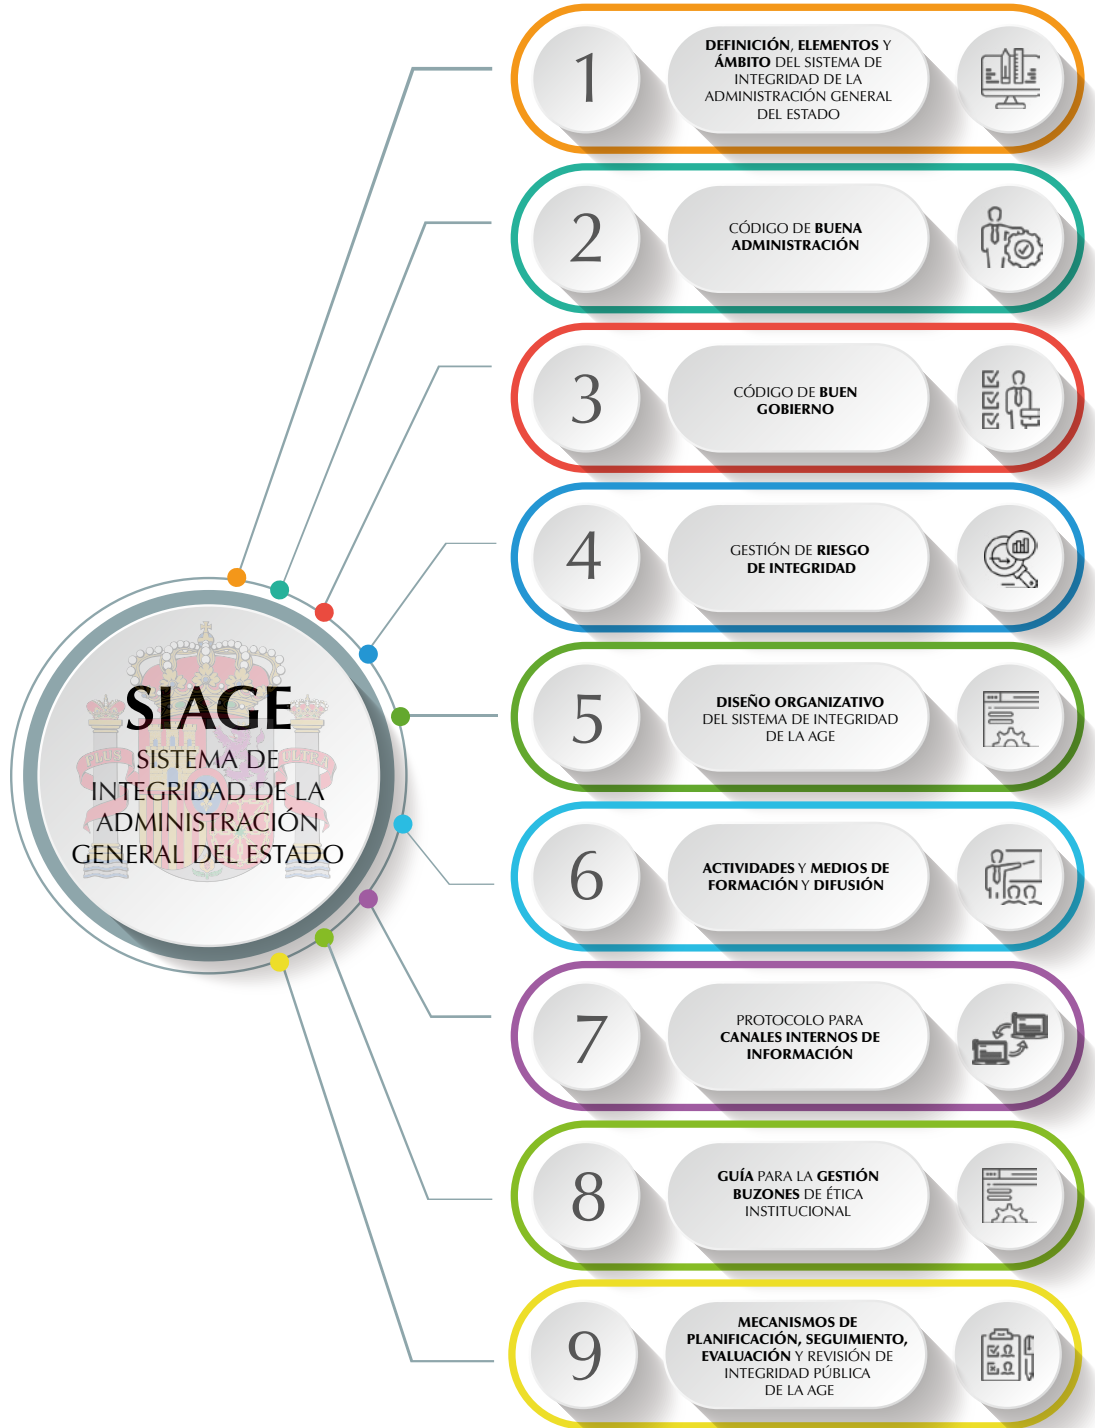 SIAGE
SISTEMA DE
INTEGRIDAD DE LA
ADMINISTRACIÓN
GENERAL DEL ESTADO
PLUS
ULTRA
1
DEFINICIÓN, ELEMENTOS Y
ÁMBITO DEL SISTEMA DE
INTEGRIDAD DE LA
ADMINISTRACIÓN GENERAL
DEL ESTADO
2
CÓDIGO DE BUENA
ADMINISTRACIÓN
3
CÓDIGO DE BUEN
GOBIERNO
4
GESTIÓN DE RIESGO
DE INTEGRIDAD
5
DISEÑO ORGANIZATIVO
DEL SISTEMA DE INTEGRIDAD
DE LA AGE
6
ACTIVIDADES Y MEDIOS DE
FORMACIÓN Y DIFUSIÓN
7
PROTOCOLO PARA
CANALES INTERNOS DE
INFORMACIÓN
8
GUÍA PARA LA GESTIÓN
BUZONES DE ÉTICA
INSTITUCIONAL
9
MECANISMOS DE
PLANIFICACIÓN, SEGUIMIENTO,
EVALUACIÓN Y REVISIÓN DE
INTEGRIDAD PÚBLICA
DE LA AGE